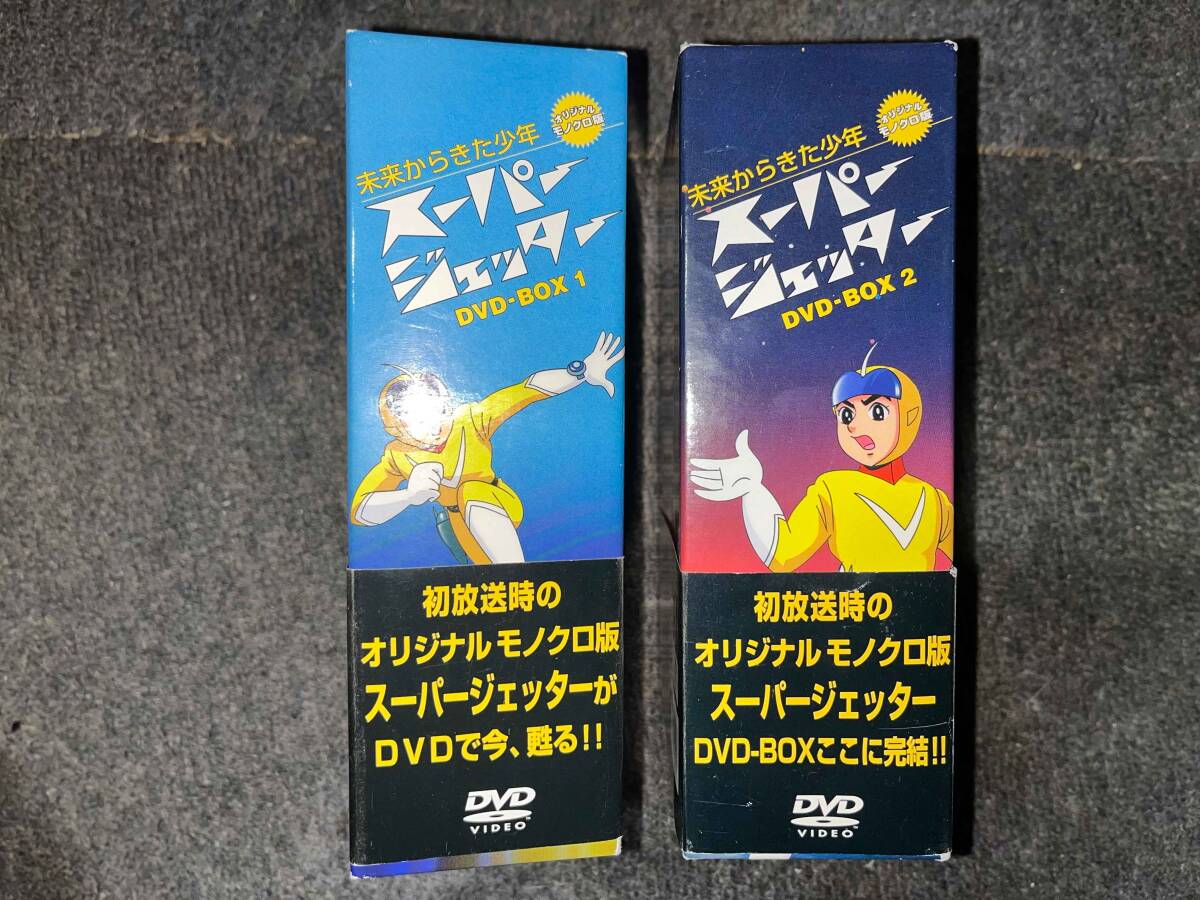 オリジナル
モノクロ版
未来からきた少年
スーパー
ジェッター
DVD-BOX 1
初放送時の
オリジナル モノクロ版
スーパージェッターが
DVDで今、甦る!!
DVD
VIDEO
TM
オリジナル
モノクロ版
未来からきた少年
スーパー
ジェッター
DVD-BOX 2
初放送時の
オリジナル モノクロ版
スーパージェッター
DVD-BOXここに完結!!
DVD
VIDEO
TM